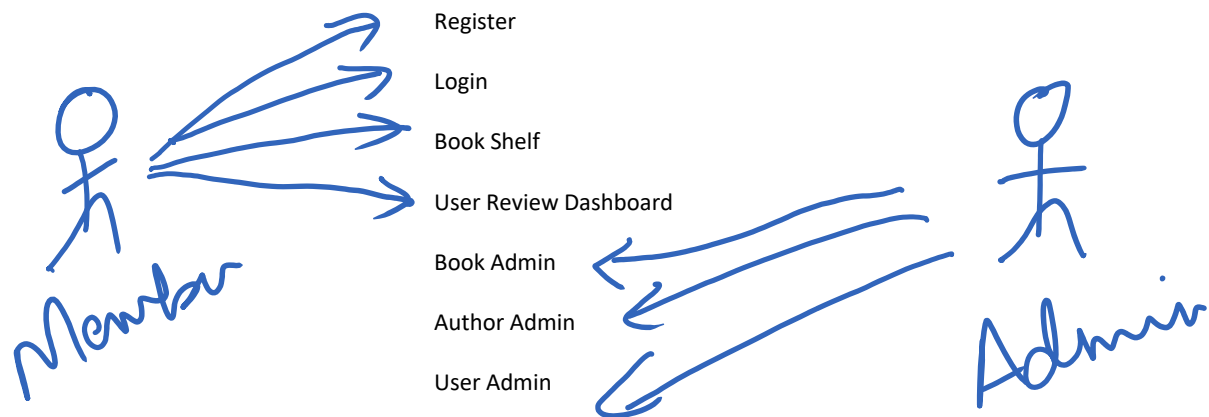 Register
Login
Book Shelf
User Review Dashboard
Book Admin
Author Admin
User Admin
Member
Admin